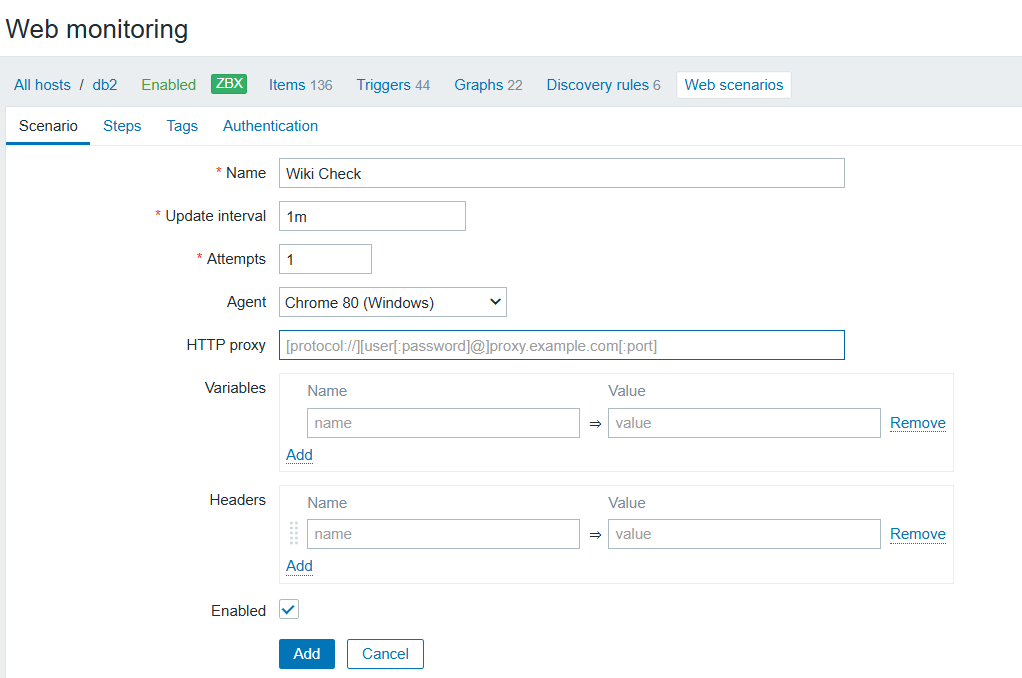 Web monitoring
All hosts / db2 Enabled ZBX Items 136 Triggers 44 Graphs 22 Discovery rules 6 Web scenarios
Scenario Steps Tags Authentication
* Name Wiki Check
* Update interval 1m
* Attempts 1
Agent Chrome 80 (Windows)
HTTP proxy [protocol://][user[:password]@]proxy.example.com[:port]
Variables Name Value
name ⇒ value Remove
Add
Headers Name Value
name ⇒ value Remove
Add
Enabled
Add Cancel